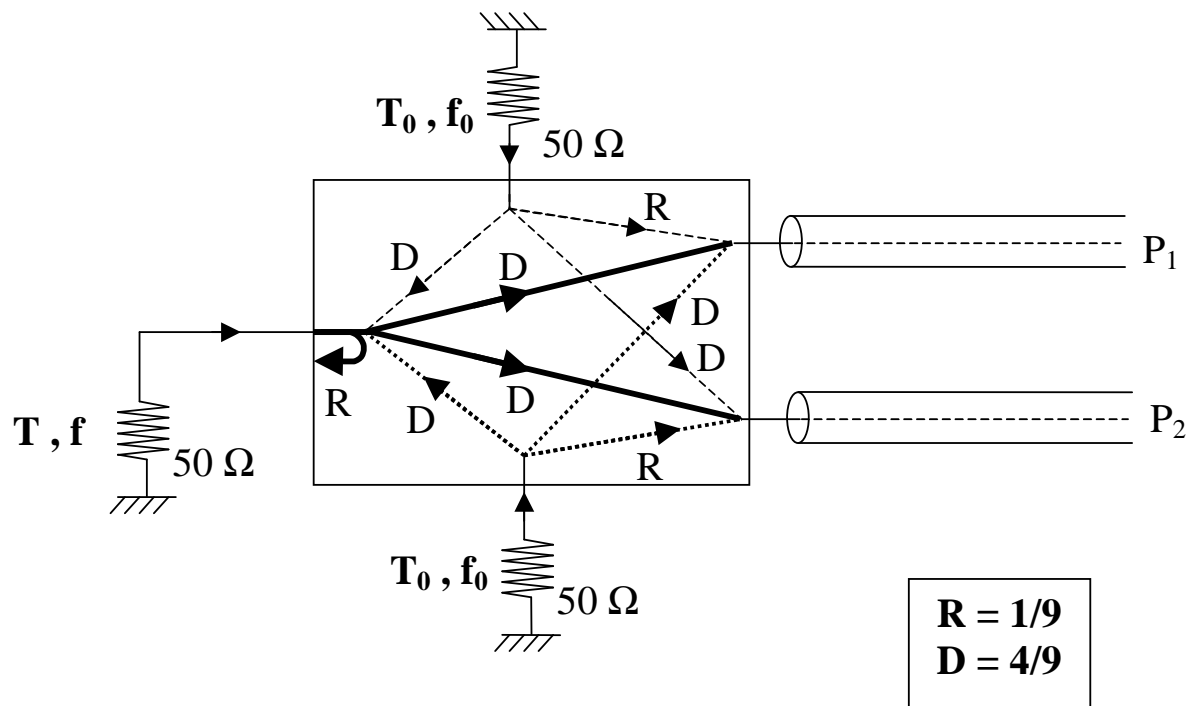 T₀ , f₀
50 Ω
R
D
D
P₁
D
D
R
D
D
T , f
50 Ω
P₂
R
T₀ , f₀
50 Ω
R = 1/9
D = 4/9